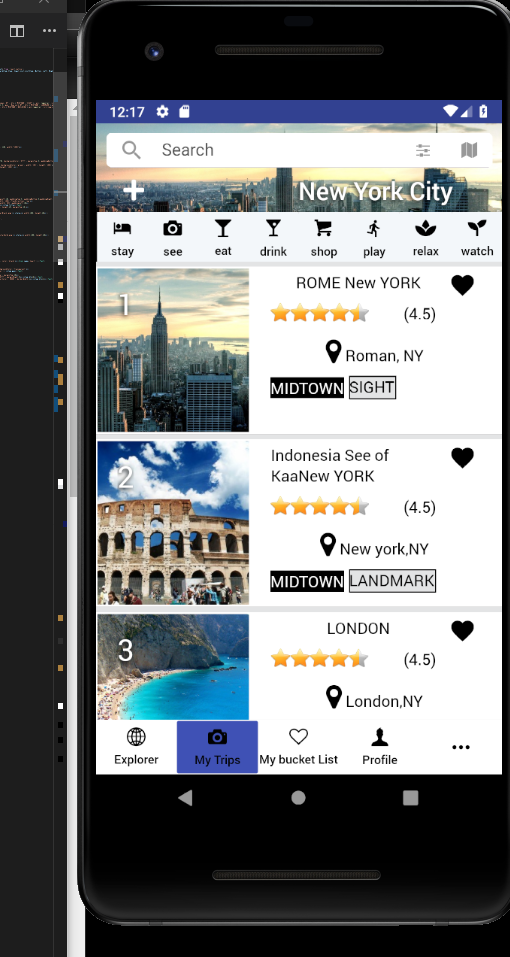 12:17
Search
New York City
stay see eat drink shop play relax watch
1
ROME New YORK
(4.5)
Roman, NY
MIDTOWN SIGHT
2
Indonesia See of
KaaNew YORK
(4.5)
New york,NY
MIDTOWN LANDMARK
3
LONDON
(4.5)
London,NY
Explorer My Trips My bucket List Profile